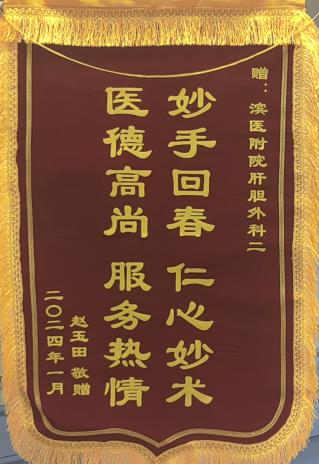 赠：滨医附院肝胆外科二
妙手回春 仁心妙术
医德高尚 服务热情
赵玉田 敬赠
二〇二四年一月